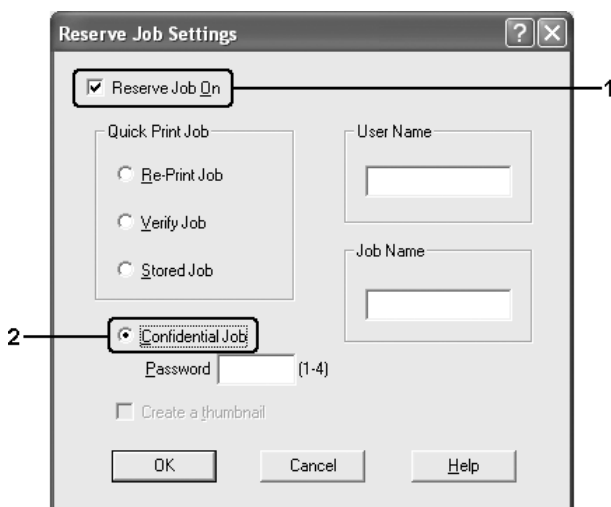 Reserve Job Settings
Reserve Job On
1
Quick Print Job
User Name
Re-Print Job
Verify Job
Stored Job
Job Name
2
Confidential Job
Password (1-4)
Create a thumbnail
OK Cancel Help